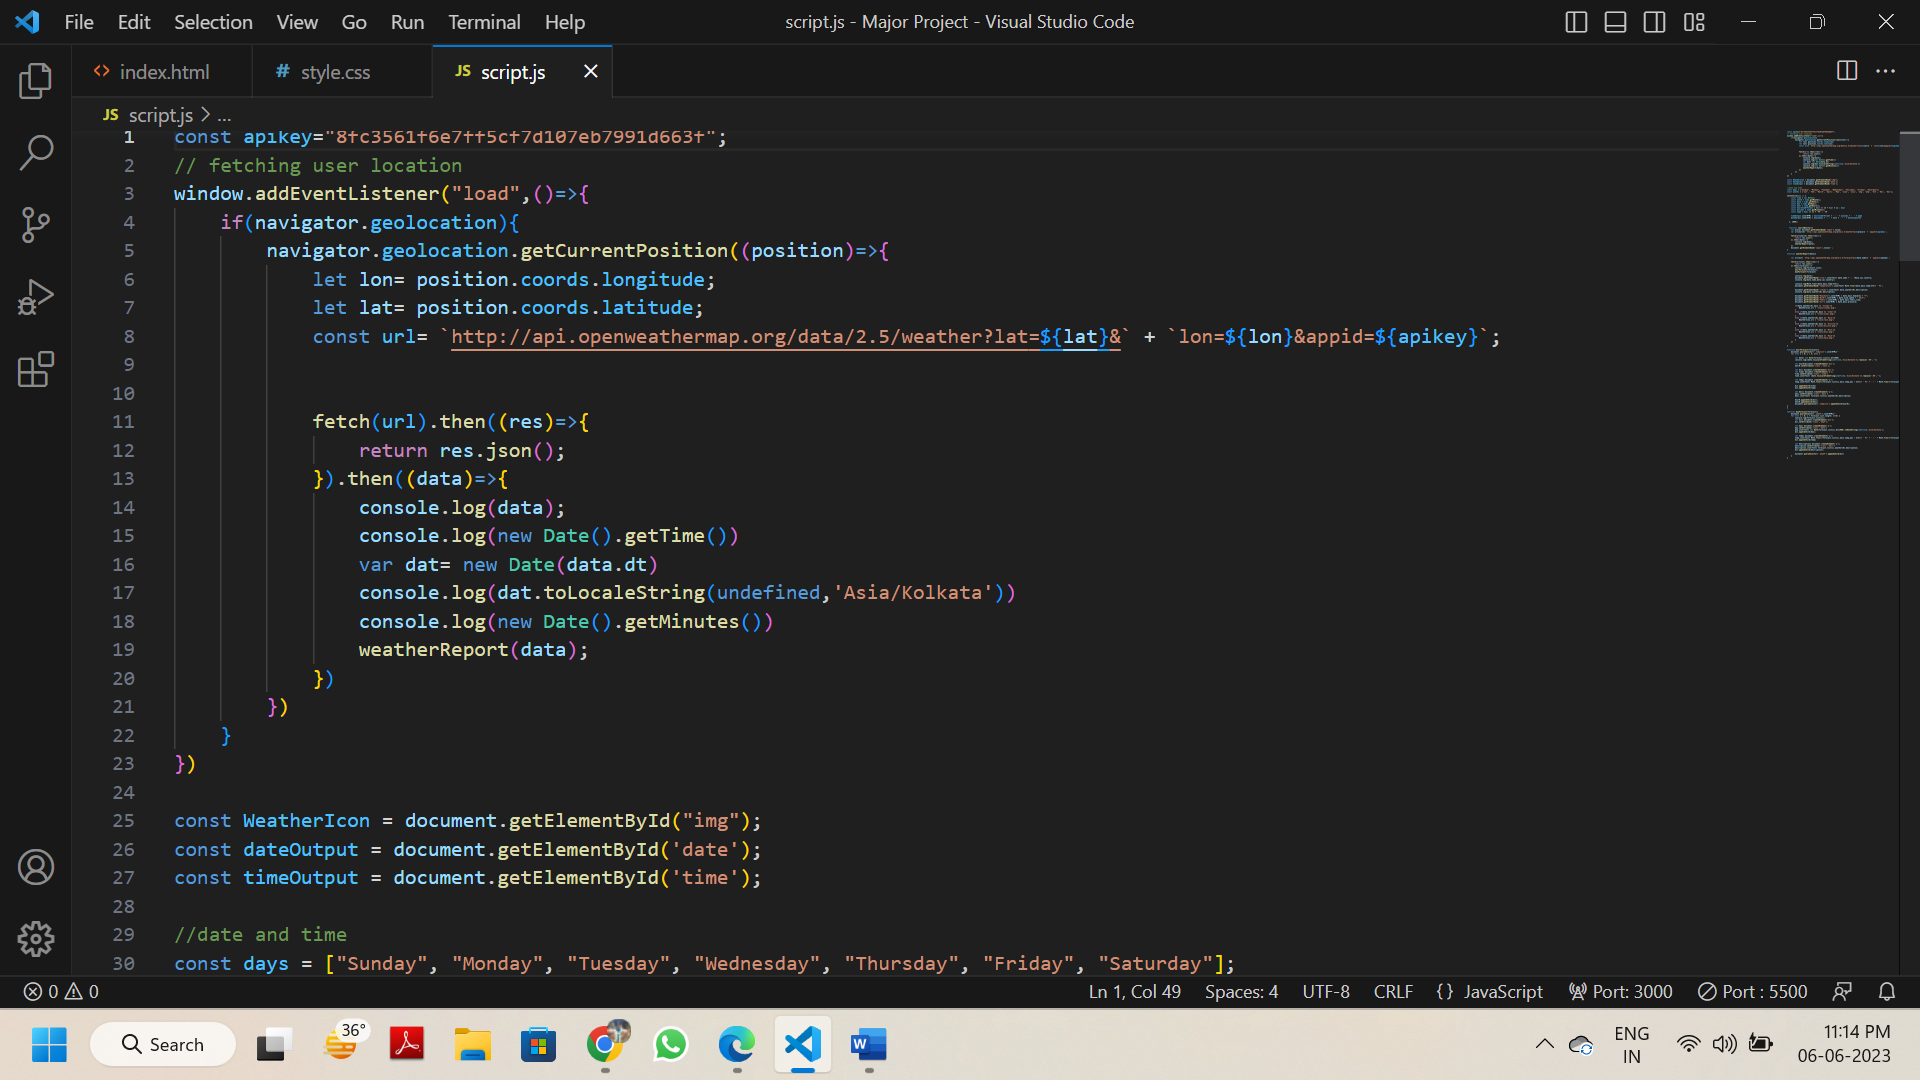 File Edit Selection View Go Run Terminal Help
script.js - Major Project - Visual Studio Code
index.html
# style.css
JS script.js
JS script.js > ...
1 const apikey="8fc3561f6e7ff5cf7d107eb7991d663f";
2 // fetching user location
3 window.addEventListener("load",()=>{
4 if(navigator.geolocation){
5 navigator.geolocation.getCurrentPosition((position)=>{
6 let lon= position.coords.longitude;
7 let lat= position.coords.latitude;
8 const url= `http://api.openweathermap.org/data/2.5/weather?lat=${lat}&` + `lon=${lon}&appid=${apikey}`;
9
10
11 fetch(url).then((res)=>{
12 return res.json();
13 }).then((data)=>{
14 console.log(data);
15 console.log(new Date().getTime())
16 var dat= new Date(data.dt)
17 console.log(dat.toLocaleString(undefined,'Asia/Kolkata'))
18 console.log(new Date().getMinutes())
19 weatherReport(data);
20 })
21 })
22 }
23 })
24
25 const WeatherIcon = document.getElementById("img");
26 const dateOutput = document.getElementById('date');
27 const timeOutput = document.getElementById('time');
28
29 //date and time
30 const days = ["Sunday", "Monday", "Tuesday", "Wednesday", "Thursday", "Friday", "Saturday"];
0 0
Ln 1, Col 49 Spaces: 4 UTF-8 CRLF {} JavaScript Port: 3000 Port : 5500
Search
36°
W
ENG
IN
11:14 PM
06-06-2023